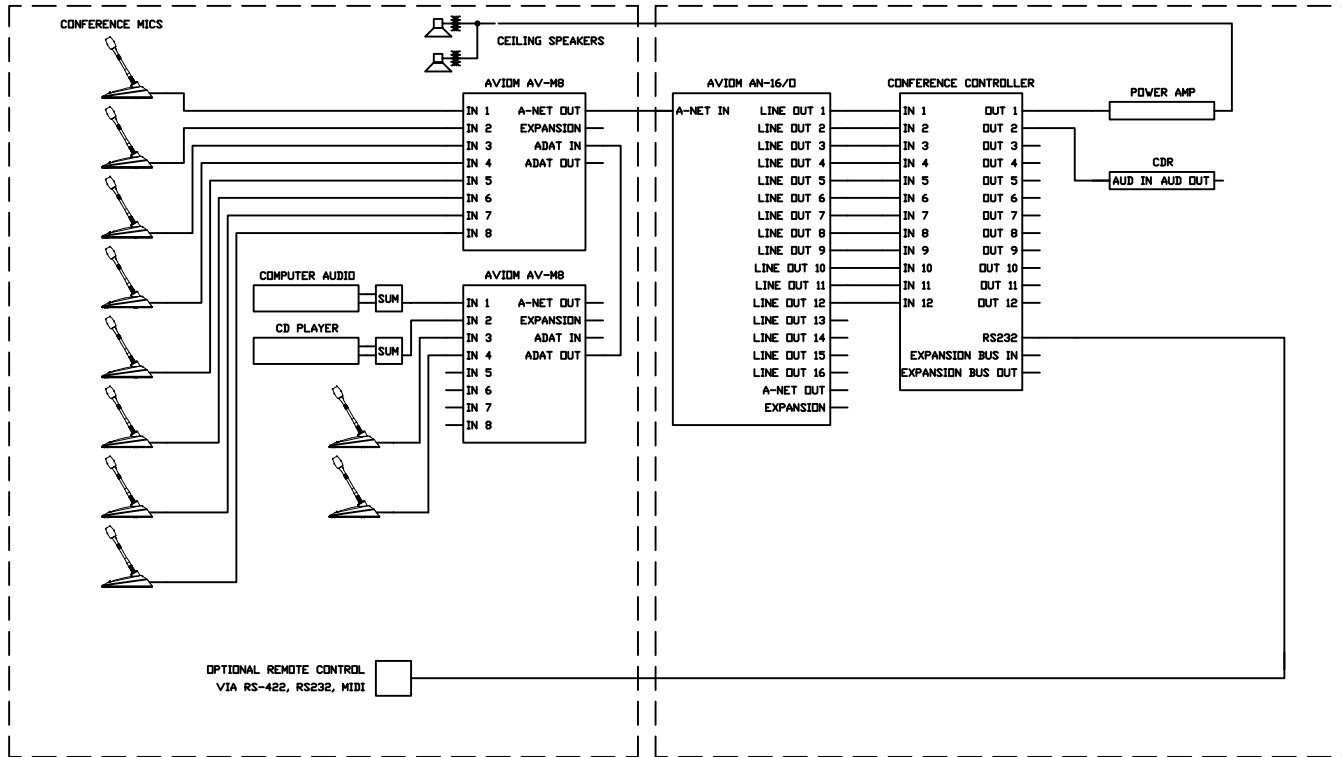 CONFERENCE MICS
CEILING SPEAKERS
AVIOM AV-M8
IN 1 A-NET OUT
IN 2 EXPANSION
IN 3 ADAT IN
IN 4 ADAT OUT
IN 5
IN 6
IN 7
IN 8
COMPUTER AUDIO
SUM
CD PLAYER
SUM
AVIOM AV-M8
IN 1 A-NET OUT
IN 2 EXPANSION
IN 3 ADAT IN
IN 4 ADAT OUT
IN 5
IN 6
IN 7
IN 8
OPTIONAL REMOTE CONTROL
VIA RS-422, RS232, MIDI
AVIOM AN-16/O
A-NET IN LINE OUT 1
LINE OUT 2
LINE OUT 3
LINE OUT 4
LINE OUT 5
LINE OUT 6
LINE OUT 7
LINE OUT 8
LINE OUT 9
LINE OUT 10
LINE OUT 11
LINE OUT 12
LINE OUT 13
LINE OUT 14
LINE OUT 15
LINE OUT 16
A-NET OUT
EXPANSION
CONFERENCE CONTROLLER
IN 1 OUT 1
IN 2 OUT 2
IN 3 OUT 3
IN 4 OUT 4
IN 5 OUT 5
IN 6 OUT 6
IN 7 OUT 7
IN 8 OUT 8
IN 9 OUT 9
IN 10 OUT 10
IN 11 OUT 11
IN 12 OUT 12
RS232
EXPANSION BUS IN
EXPANSION BUS OUT
POWER AMP
CDR
AUD IN AUD OUT